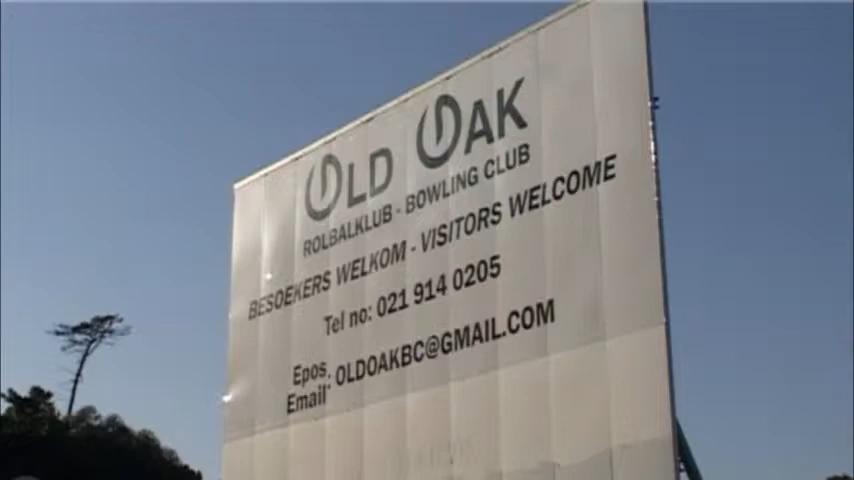 OLD OAK
ROLBALKLUB - BOWLING CLUB
BESOEKERS WELKOM - VISITORS WELCOME
Tel no: 021 914 0205
Epos.
Email: OLDOAKBC@GMAIL.COM